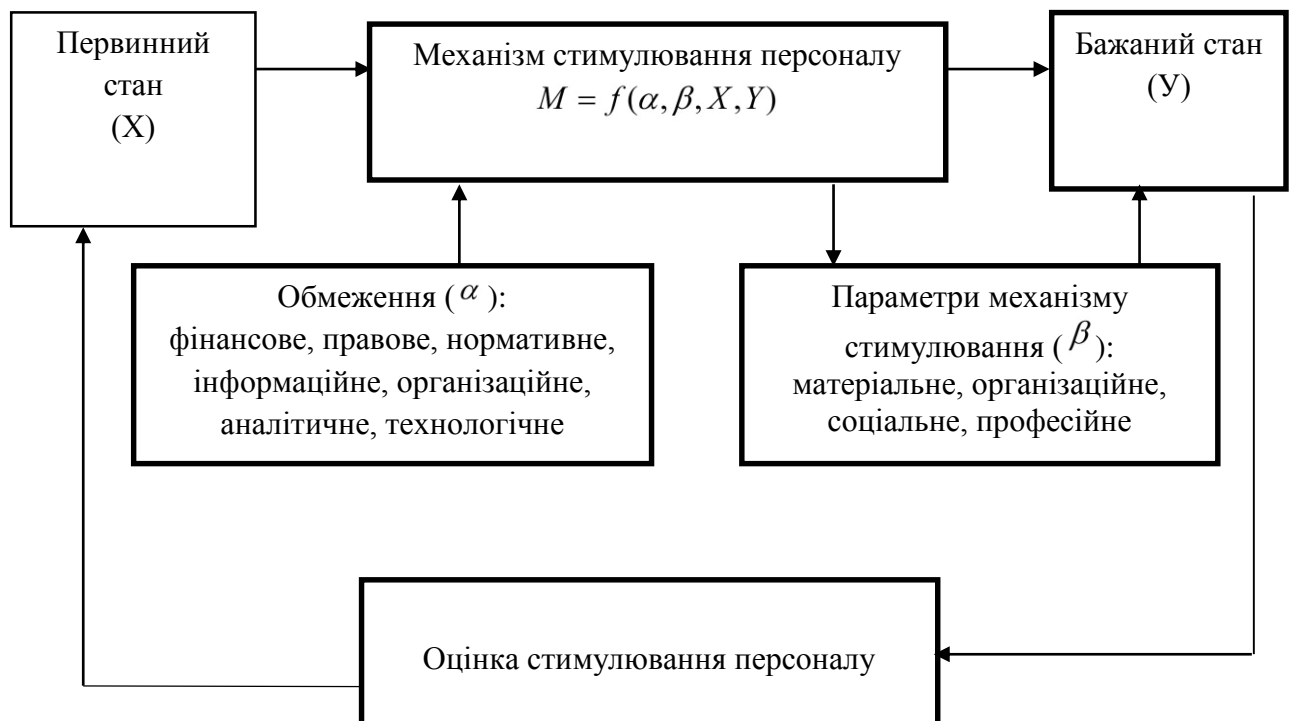 Первинний
стан
(Х)
Механізм стимулювання персоналу
M = f(α, β, X, Y)
Бажаний стан
(У)
Обмеження (α):
фінансове, правове, нормативне,
інформаційне, організаційне,
аналітичне, технологічне
Параметри механізму
стимулювання (β):
матеріальне, організаційне,
соціальне, професійне
Оцінка стимулювання персоналу